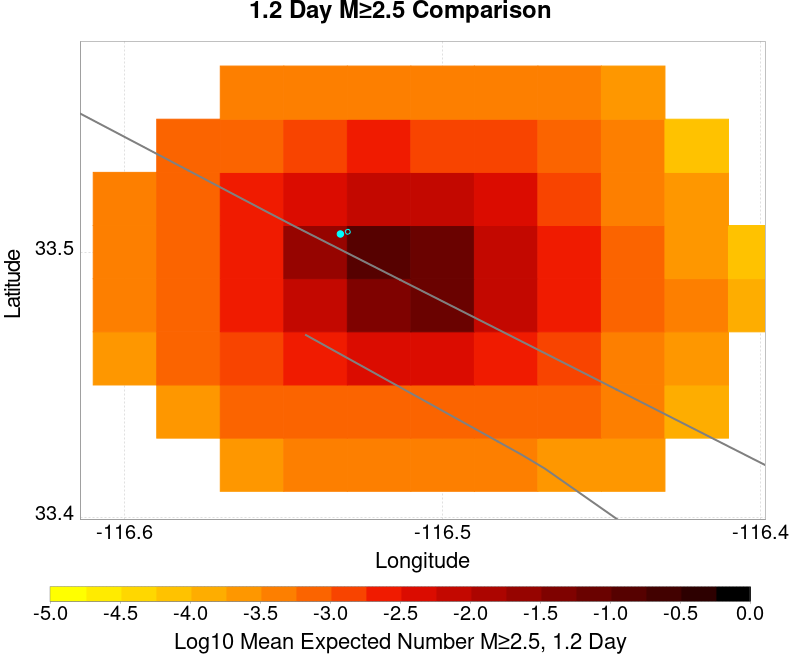 1.2 Day M≥2.5 Comparison
Latitude
33.5
33.4
-116.6 -116.5 -116.4
Longitude
-5.0 -4.5 -4.0 -3.5 -3.0 -2.5 -2.0 -1.5 -1.0 -0.5 0.0
Log10 Mean Expected Number M≥2.5, 1.2 Day